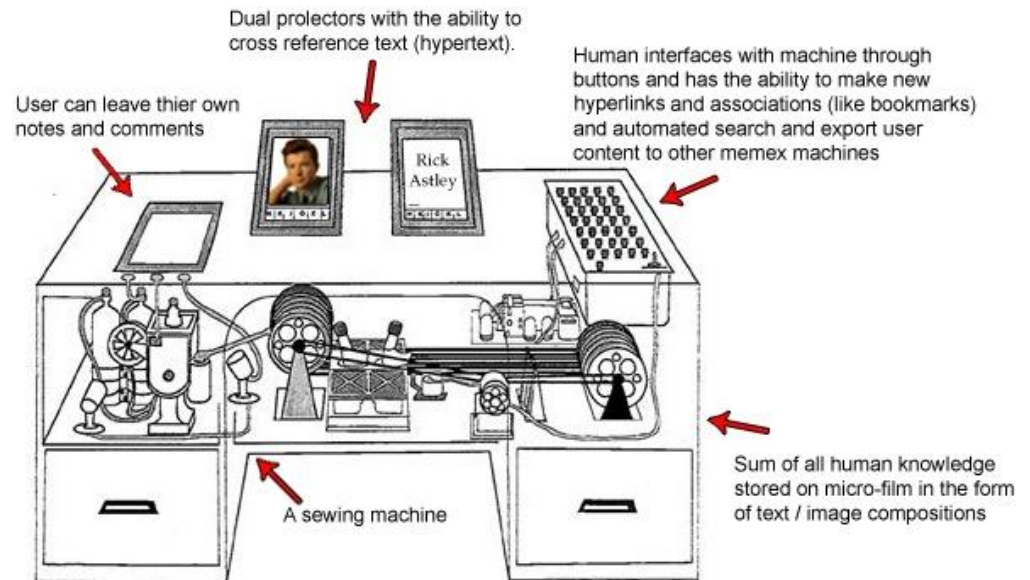 Dual prolectors with the ability to
cross reference text (hypertext).
Human interfaces with machine through
buttons and has the ability to make new
hyperlinks and associations (like bookmarks)
and automated search and export user
content to other memex machines
User can leave thier own
notes and comments
Rick
Astley
Sum of all human knowledge
stored on micro-film in the form
of text / image compositions
A sewing machine